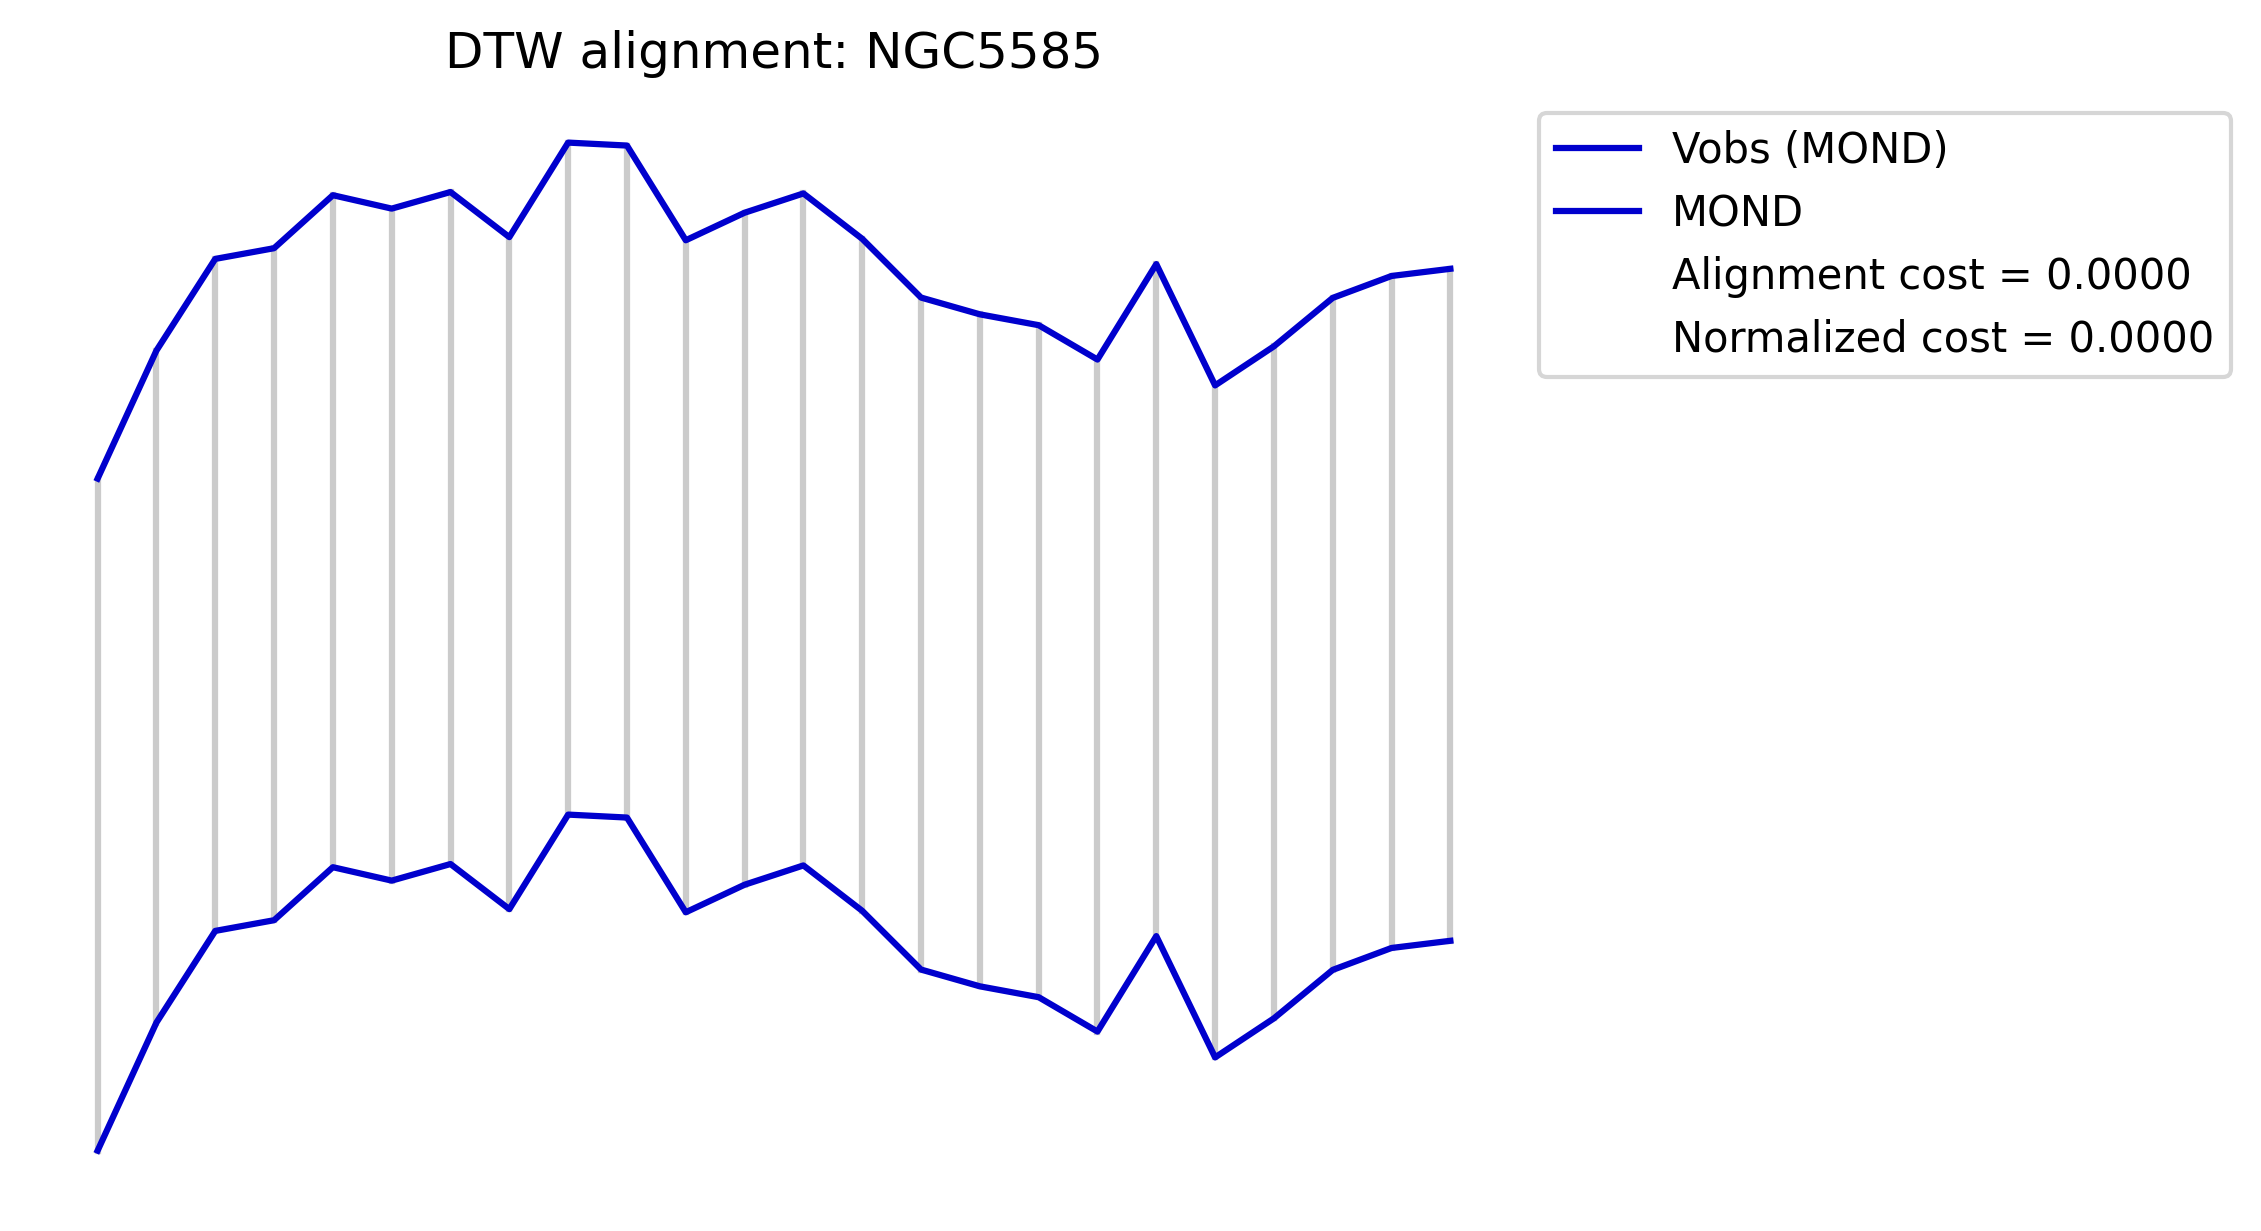 DTW alignment: NGC5585
Vobs (MOND)
MOND
Alignment cost = 0.0000
Normalized cost = 0.0000